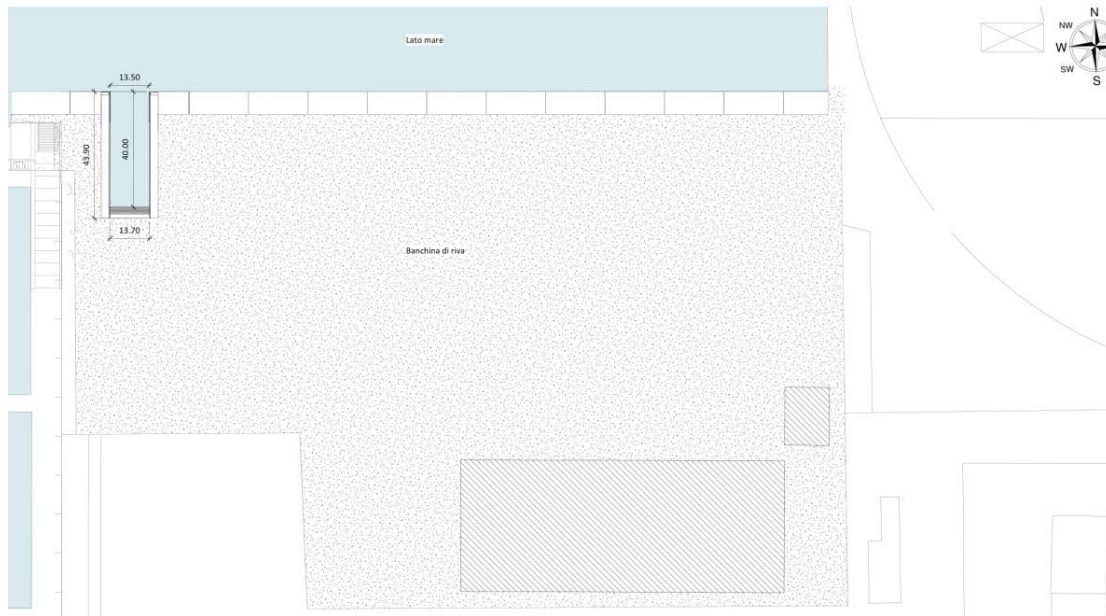 Lato mare
N
NW
W
SW
S
13.50
43.90
40.00
13.70
Banchina di riva